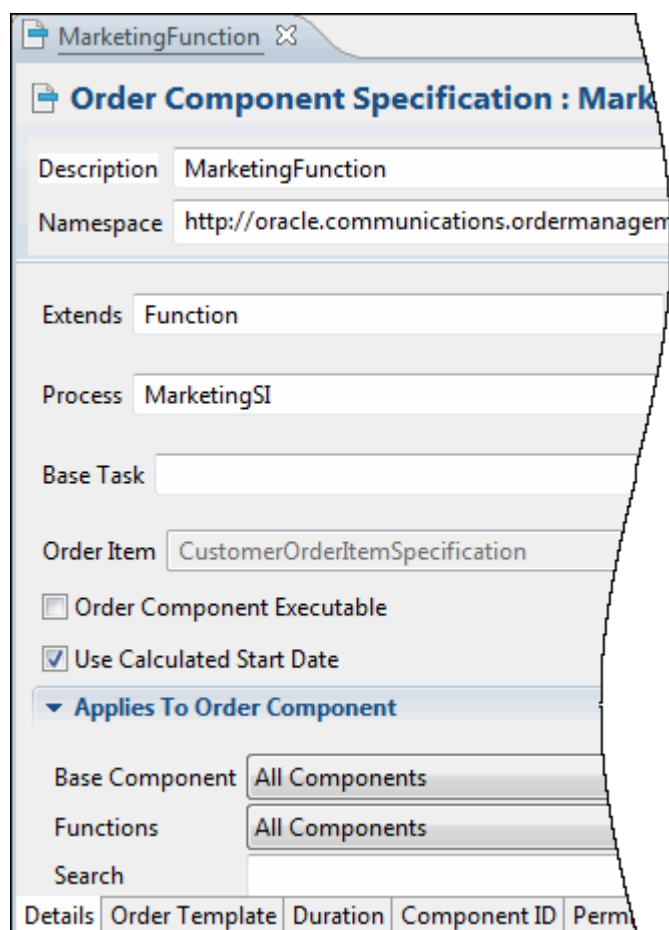 MarketingFunction
Order Component Specification : Mark
Description MarketingFunction
Namespace http://oracle.communications.ordermanagem
Extends Function
Process MarketingSI
Base Task
Order Item CustomerOrderItemSpecification
Order Component Executable
Use Calculated Start Date
Applies To Order Component
Base Component All Components
Functions All Components
Search
Details Order Template Duration Component ID Perm